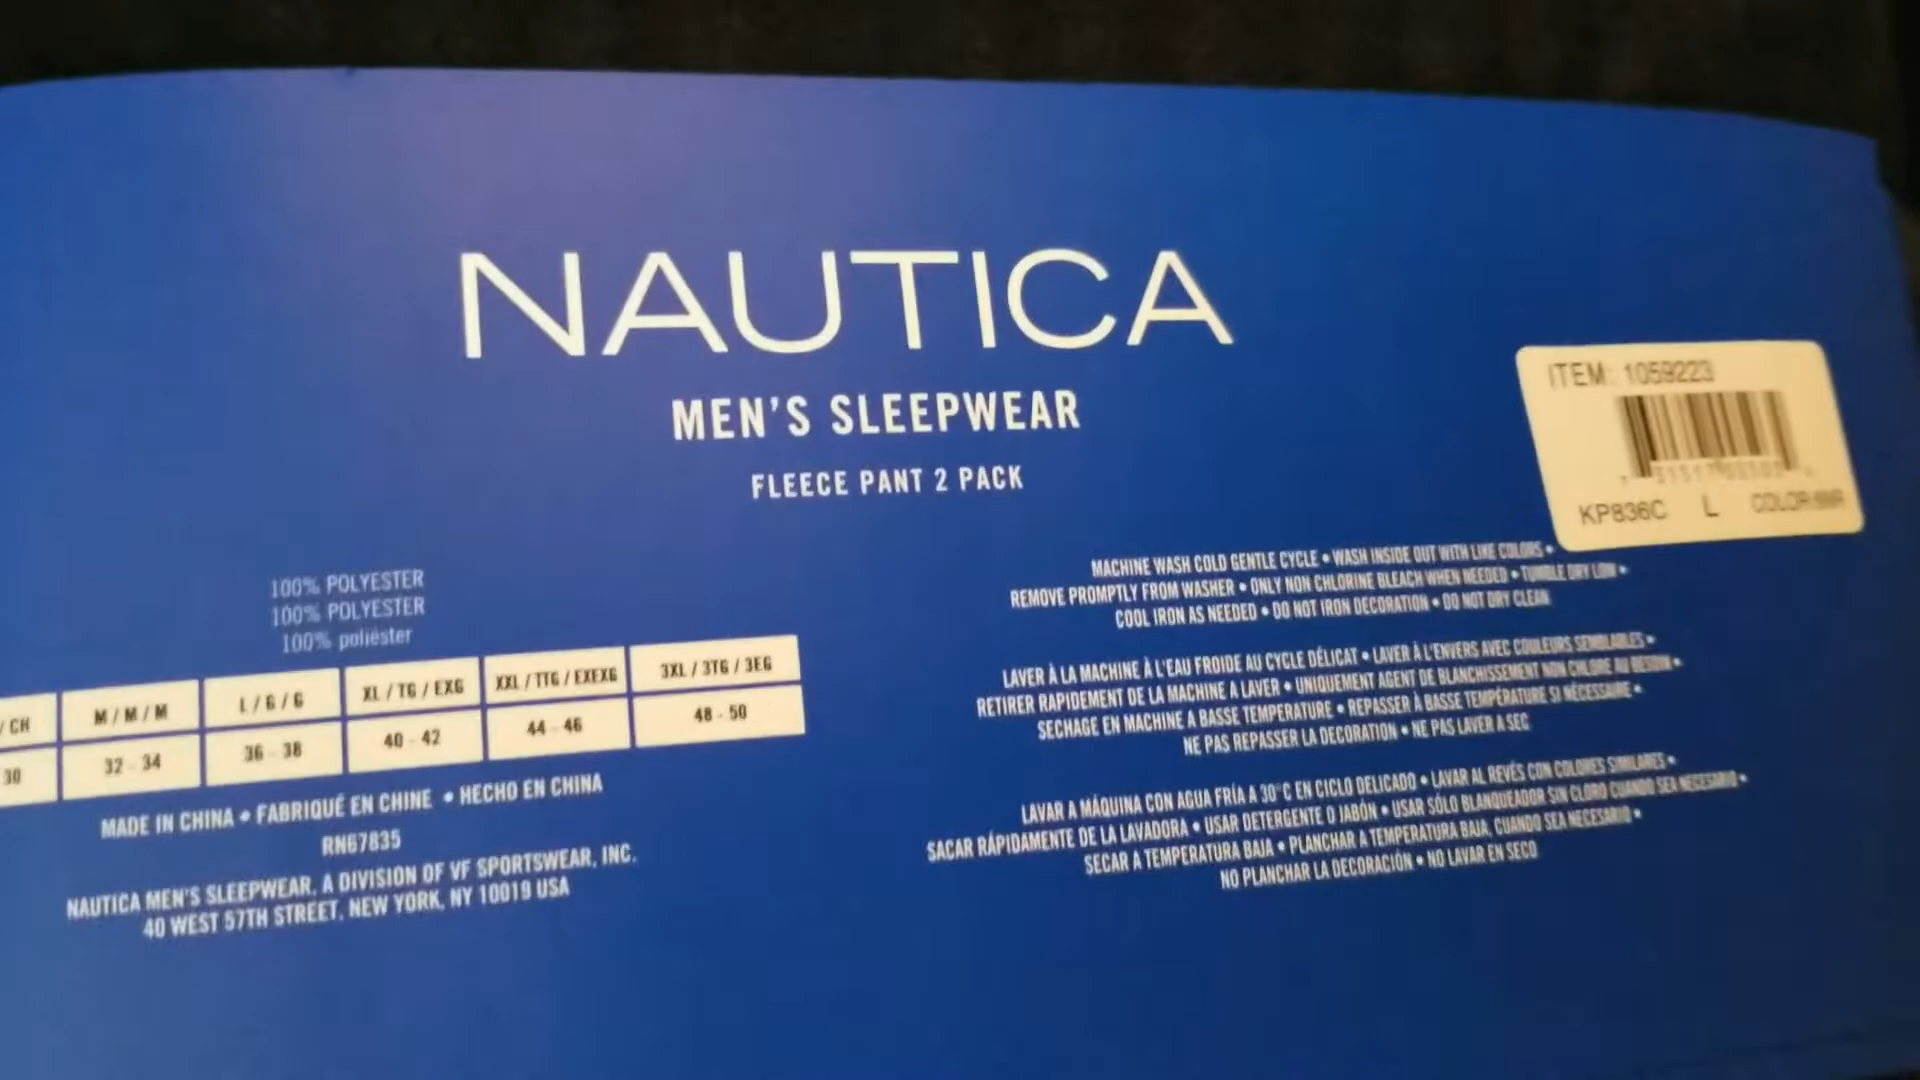 NAUTICA
MEN'S SLEEPWEAR
FLEECE PANT 2 PACK
ITEM: 1059223
KP836C L COLOR:
100% POLYESTER
100% POLYESTER
100% poliéster
/ CH M / M / M L / G / G XL / TG / EXG XXL / TTG / EXEXG 3XL / 3TG / 3EG
30 32 - 34 36 - 38 40 - 42 44 - 46 48 - 50
MADE IN CHINA • FABRIQUÉ EN CHINE • HECHO EN CHINA
RN67835
NAUTICA MEN'S SLEEPWEAR, A DIVISION OF VF SPORTSWEAR, INC.
40 WEST 57TH STREET, NEW YORK, NY 10019 USA
MACHINE WASH COLD GENTLE CYCLE • WASH INSIDE OUT WITH LIKE COLORS •
REMOVE PROMPTLY FROM WASHER • ONLY NON CHLORINE BLEACH WHEN NEEDED • TUMBLE DRY LOW •
COOL IRON AS NEEDED • DO NOT IRON DECORATION • DO NOT DRY CLEAN
LAVER À LA MACHINE À L'EAU FROIDE AU CYCLE DÉLICAT • LAVER À L'ENVERS AVEC COULEURS SEMBLABLES •
RETIRER RAPIDEMENT DE LA MACHINE A LAVER • UNIQUEMENT AGENT DE BLANCHISSEMENT NON CHLORE AU BESOIN •
SECHAGE EN MACHINE A BASSE TEMPERATURE • REPASSER À BASSE TEMPÉRATURE SI NÉCESSAIRE •
NE PAS REPASSER LA DECORATION • NE PAS LAVER A SEC
LAVAR A MÁQUINA CON AGUA FRÍA A 30°C EN CICLO DELICADO • LAVAR AL REVÉS CON COLORES SIMILARES •
SACAR RÁPIDAMENTE DE LA LAVADORA • USAR DETERGENTE O JABÓN • USAR SÓLO BLANQUEADOR SIN CLORO CUANDO SEA NECESARIO •
SECAR A TEMPERATURA BAJA • PLANCHAR A TEMPERATURA BAJA, CUANDO SEA NECESARIO •
NO PLANCHAR LA DECORACIÓN • NO LAVAR EN SECO